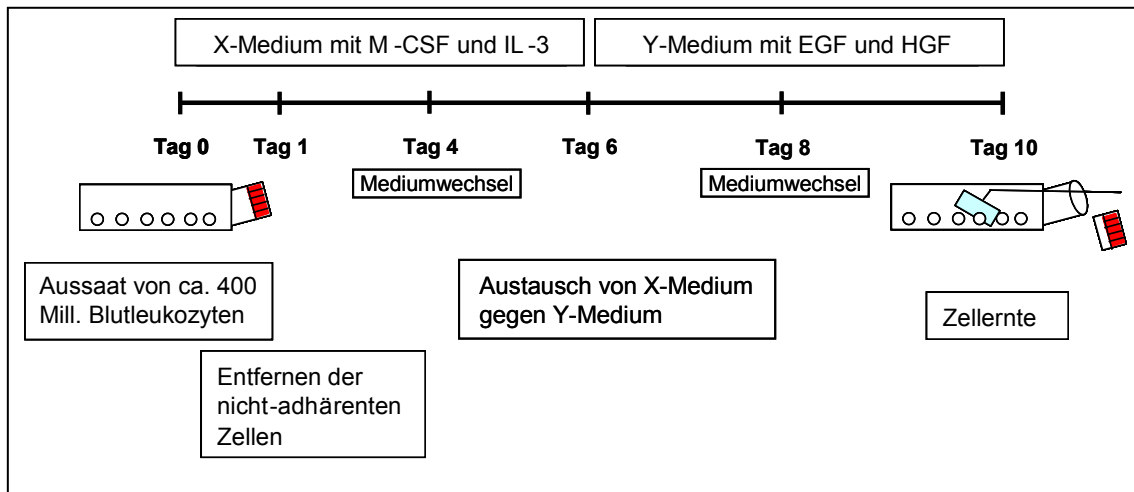 X-Medium mit M -CSF und IL -3
Y-Medium mit EGF und HGF
Tag 0
Tag 1
Tag 4
Tag 6
Tag 8
Tag 10
Mediumwechsel
Mediumwechsel
Aussaat von ca. 400
Mill. Blutleukozyten
Austausch von X-Medium
gegen Y-Medium
Zellernte
Entfernen der
nicht-adhärenten
Zellen